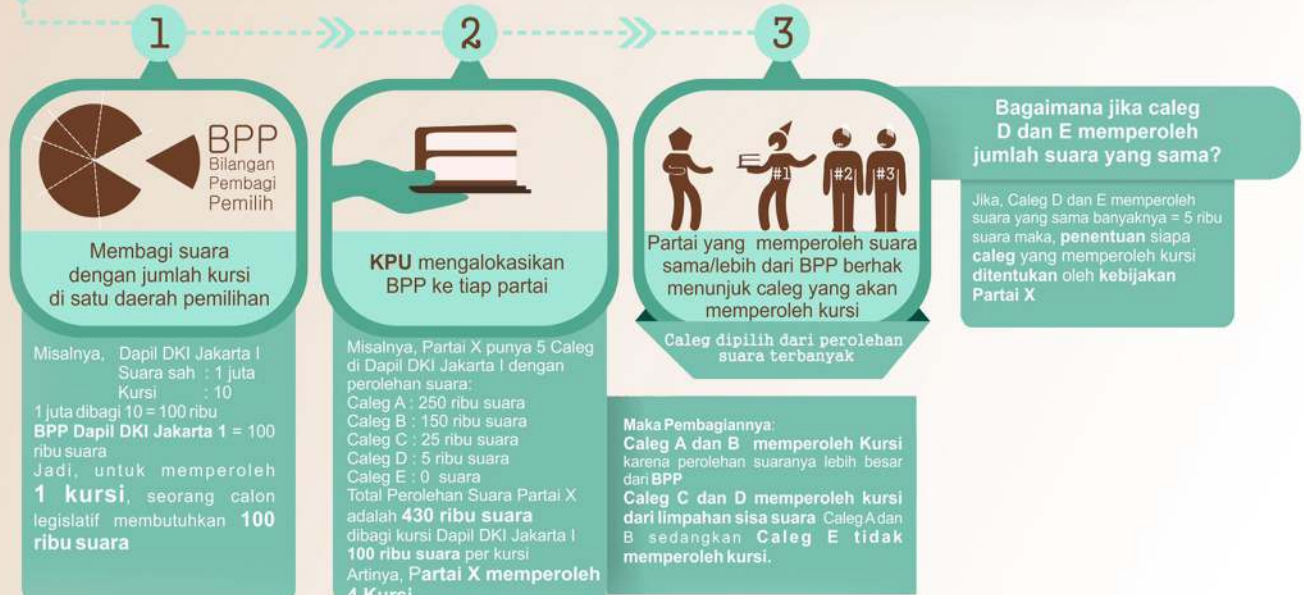 1
BPP
Bilangan
Pembagi
Pemilih
Membagi suara
dengan jumlah kursi
di satu daerah pemilihan
Misalnya, Dapil DKI Jakarta I
Suara sah : 1 juta
Kursi : 10
1 juta dibagi 10 = 100 ribu
BPP Dapil DKI Jakarta 1 = 100
ribu suara
Jadi, untuk memperoleh
1 kursi, seorang calon
legislatif membutuhkan 100
ribu suara
2
KPU mengalokasikan
BPP ke tiap partai
Misalnya, Partai X punya 5 Caleg
di Dapil DKI Jakarta I dengan
perolehan suara:
Caleg A : 250 ribu suara
Caleg B : 150 ribu suara
Caleg C : 25 ribu suara
Caleg D : 5 ribu suara
Caleg E : 0 suara
Total Perolehan Suara Partai X
adalah 430 ribu suara
dibagi kursi Dapil DKI Jakarta I
100 ribu suara per kursi
Artinya, Partai X memperoleh
4 Kursi
3
#1 #2 #3
Partai yang memperoleh suara
sama/lebih dari BPP berhak
menunjuk caleg yang akan
memperoleh kursi
Caleg dipilih dari perolehan
suara terbanyak
Maka Pembagiannya:
Caleg A dan B memperoleh Kursi
karena perolehan suaranya lebih besar
dari BPP
Caleg C dan D memperoleh kursi
dari limpahan sisa suara Caleg A dan
B sedangkan Caleg E tidak
memperoleh kursi.
Bagaimana jika caleg
D dan E memperoleh
jumlah suara yang sama?
Jika, Caleg D dan E memperoleh
suara yang sama banyaknya = 5 ribu
suara maka, penentuan siapa
caleg yang memperoleh kursi
ditentukan oleh kebijakan
Partai X